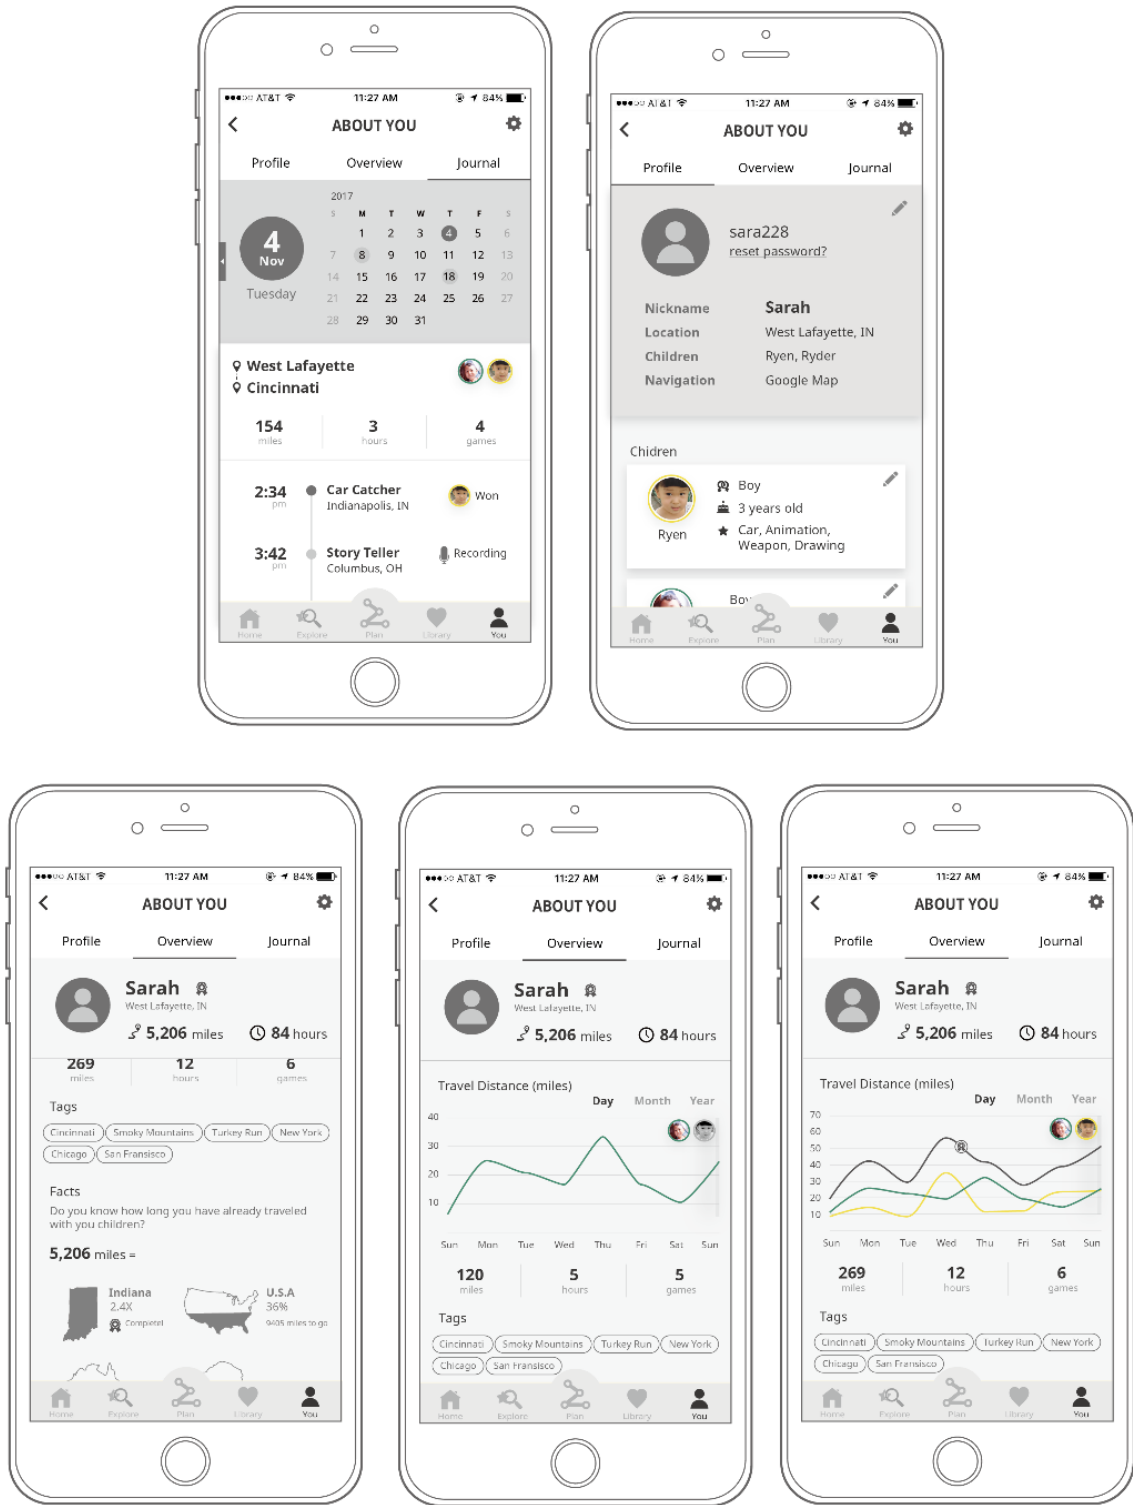 AT&T 11:27 AM 84%
ABOUT YOU
Profile Overview Journal
2017
S M T W T F S
1 2 3 4 5 6
7 8 9 10 11 12 13
14 15 16 17 18 19 20
21 22 23 24 25 26 27
28 29 30 31
4
Nov
Tuesday
West Lafayette
Cincinnati
154 3 4
miles hours games
2:34 Car Catcher Won
pm Indianapolis, IN
3:42 Story Teller Recording
pm Columbus, OH
Home Explore Plan Library You
AT&T 11:27 AM 84%
ABOUT YOU
Profile Overview Journal
sara228
reset password?
Nickname Sarah
Location West Lafayette, IN
Children Ryen, Ryder
Navigation Google Map
Chidren
Boy
3 years old
Car, Animation,
Weapon, Drawing
Ryen
Boy
Home Explore Plan Library You
AT&T 11:27 AM 84%
ABOUT YOU
Profile Overview Journal
Sarah
West Lafayette, IN
5,206 miles 84 hours
269 12 6
miles hours games
Tags
Cincinnati Smoky Mountains Turkey Run New York
Chicago San Fransisco
Facts
Do you know how long you have already traveled
with you children?
5,206 miles =
Indiana U.S.A
2.4X 36%
Complete! 9405 miles to go
Home Explore Plan Library You
AT&T 11:27 AM 84%
ABOUT YOU
Profile Overview Journal
Sarah
West Lafayette, IN
5,206 miles 84 hours
Travel Distance (miles)
Day Month Year
40
30
20
10
Sun Mon Tue Wed Thu Fri Sat Sun
120 5 5
miles hours games
Tags
Cincinnati Smoky Mountains Turkey Run New York
Chicago San Fransisco
Home Explore Plan Library You
AT&T 11:27 AM 84%
ABOUT YOU
Profile Overview Journal
Sarah
West Lafayette, IN
5,206 miles 84 hours
Travel Distance (miles)
Day Month Year
70
60
50
40
30
20
10
Sun Mon Tue Wed Thu Fri Sat Sun
269 12 6
miles hours games
Tags
Cincinnati Smoky Mountains Turkey Run New York
Chicago San Fransisco
Home Explore Plan Library You